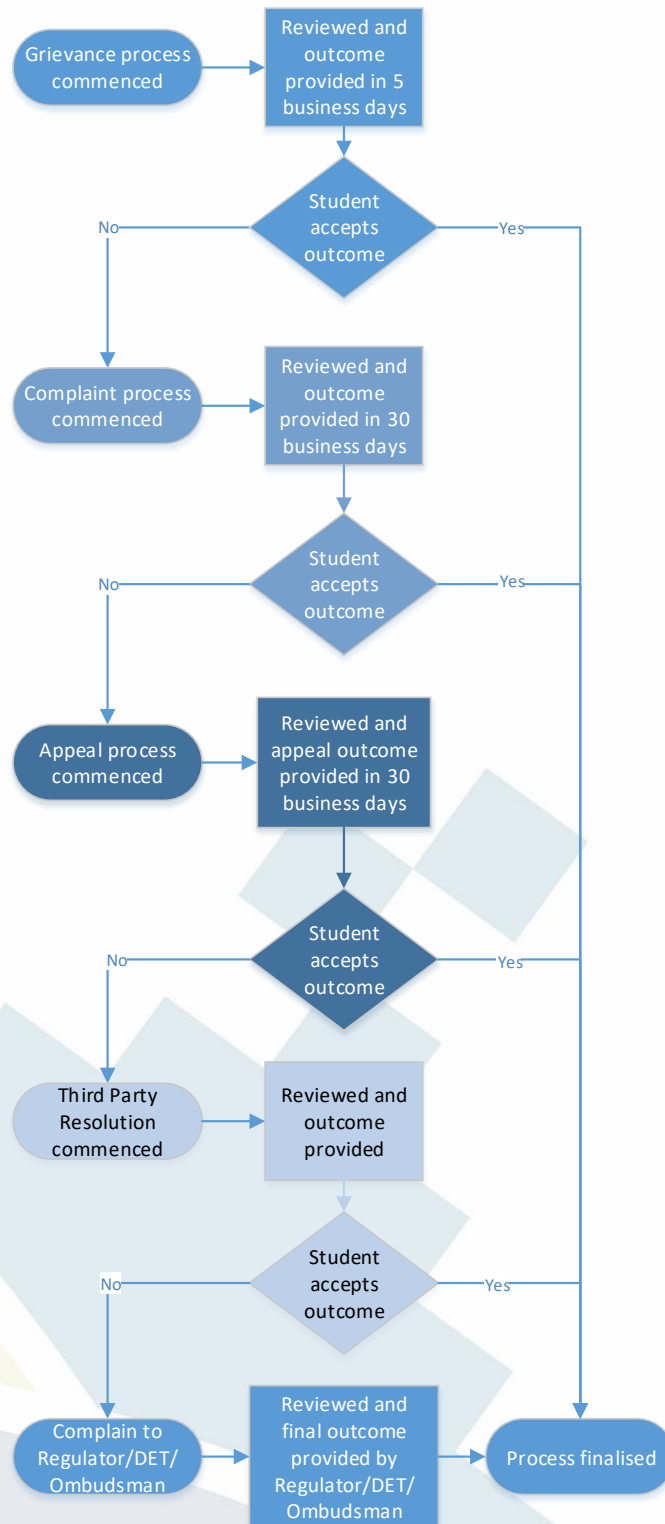 Grievance process
commenced
Reviewed and
outcome
provided in 5
business days
Student
accepts
outcome
No
Yes
Complaint process
commenced
Reviewed and
outcome
provided in 30
business days
Student
accepts
outcome
No
Yes
Appeal process
commenced
Reviewed and
appeal outcome
provided in 30
business days
Student
accepts
outcome
No
Yes
Third Party
Resolution
commenced
Reviewed and
outcome
provided
Student
accepts
outcome
No
Yes
Complain to
Regulator/DET/
Ombudsman
Reviewed and
final outcome
provided by
Regulator/DET/
Ombudsman
Process finalised